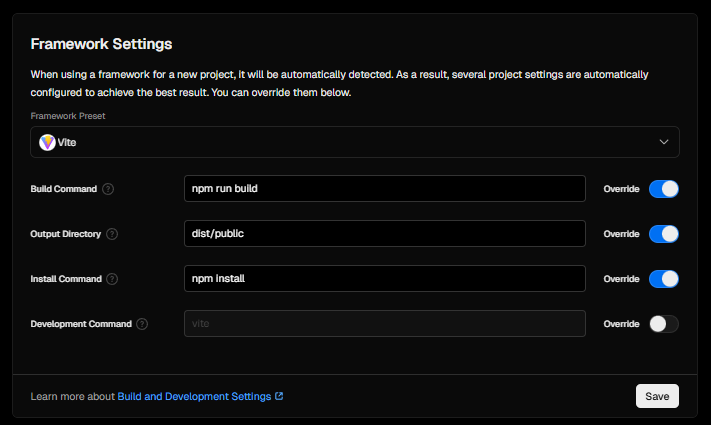 Framework Settings
When using a framework for a new project, it will be automatically detected. As a result, several project settings are automatically
configured to achieve the best result. You can override them below.
Framework Preset
Vite
Build Command ? npm run build Override
Output Directory ? dist/public Override
Install Command ? npm install Override
Development Command ? vite Override
Learn more about Build and Development Settings Save